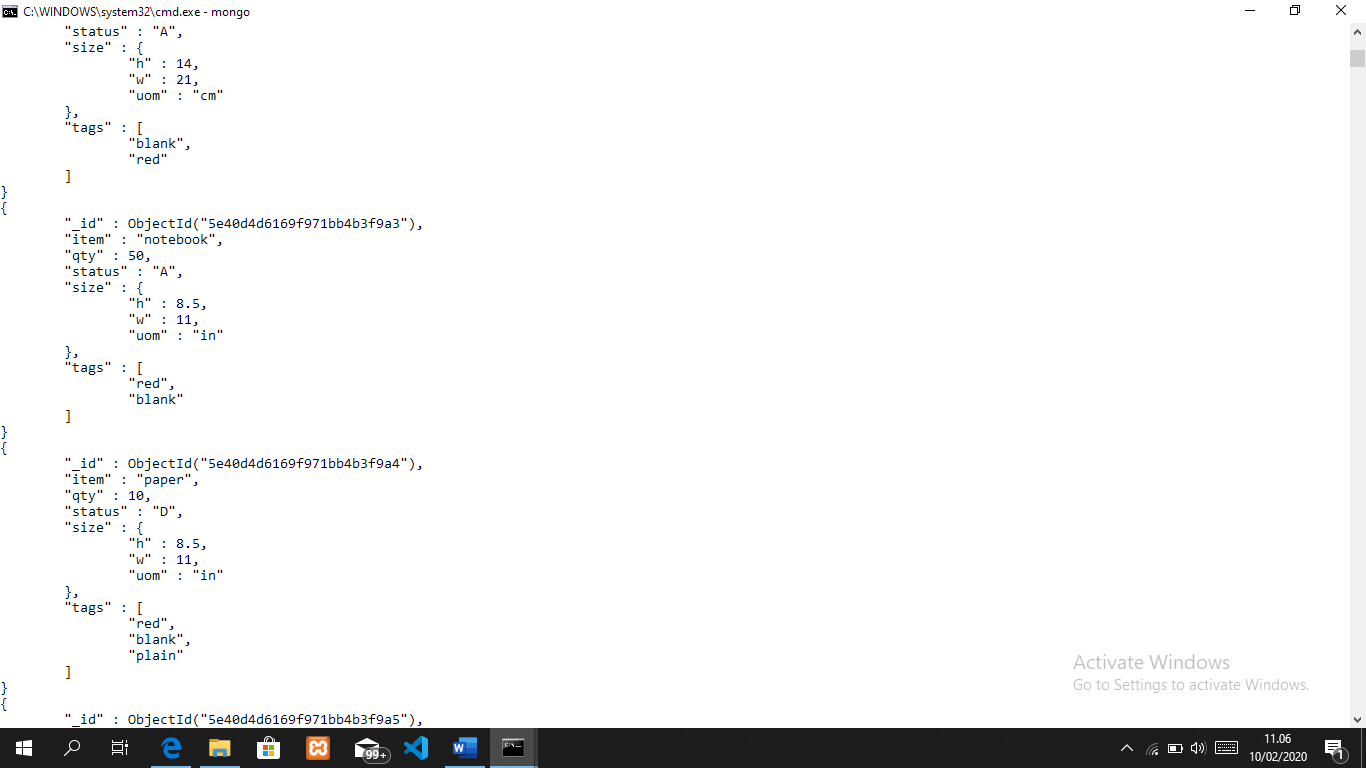 C:\WINDOWS\system32\cmd.exe - mongo
"status" : "A",
"size" : {
"h" : 14,
"w" : 21,
"uom" : "cm"
},
"tags" : [
"blank",
"red"
]
}
{
"_id" : ObjectId("5e40d4d6169f971bb4b3f9a3"),
"item" : "notebook",
"qty" : 50,
"status" : "A",
"size" : {
"h" : 8.5,
"w" : 11,
"uom" : "in"
},
"tags" : [
"red",
"blank"
]
}
{
"_id" : ObjectId("5e40d4d6169f971bb4b3f9a4"),
"item" : "paper",
"qty" : 10,
"status" : "D",
"size" : {
"h" : 8.5,
"w" : 11,
"uom" : "in"
},
"tags" : [
"red",
"blank",
"plain"
]
}
{
"_id" : ObjectId("5e40d4d6169f971bb4b3f9a5"),
Activate Windows
Go to Settings to activate Windows.
99+
11.06
10/02/2020
1